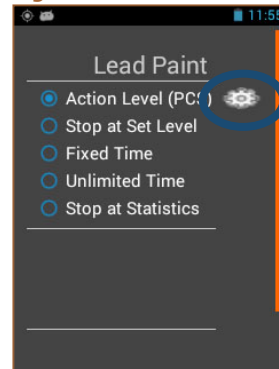 11:55
Lead Paint
Action Level (PCS)
Stop at Set Level
Fixed Time
Unlimited Time
Stop at Statistics